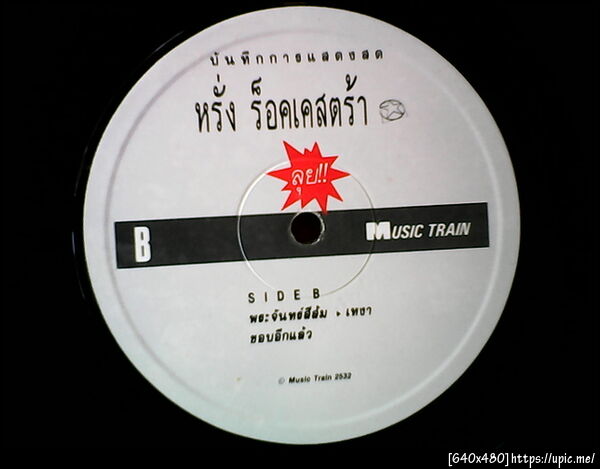 บันทึกการแสดงสด
หรั่ง ร็อคเคสตร้า
ลุย!!
B
MUSIC TRAIN
SIDE B
พระจันทร์สีส้ม เหงา
ชอบอีกแล้ว
© Music Train 2532
[640x480]https://upic.me/